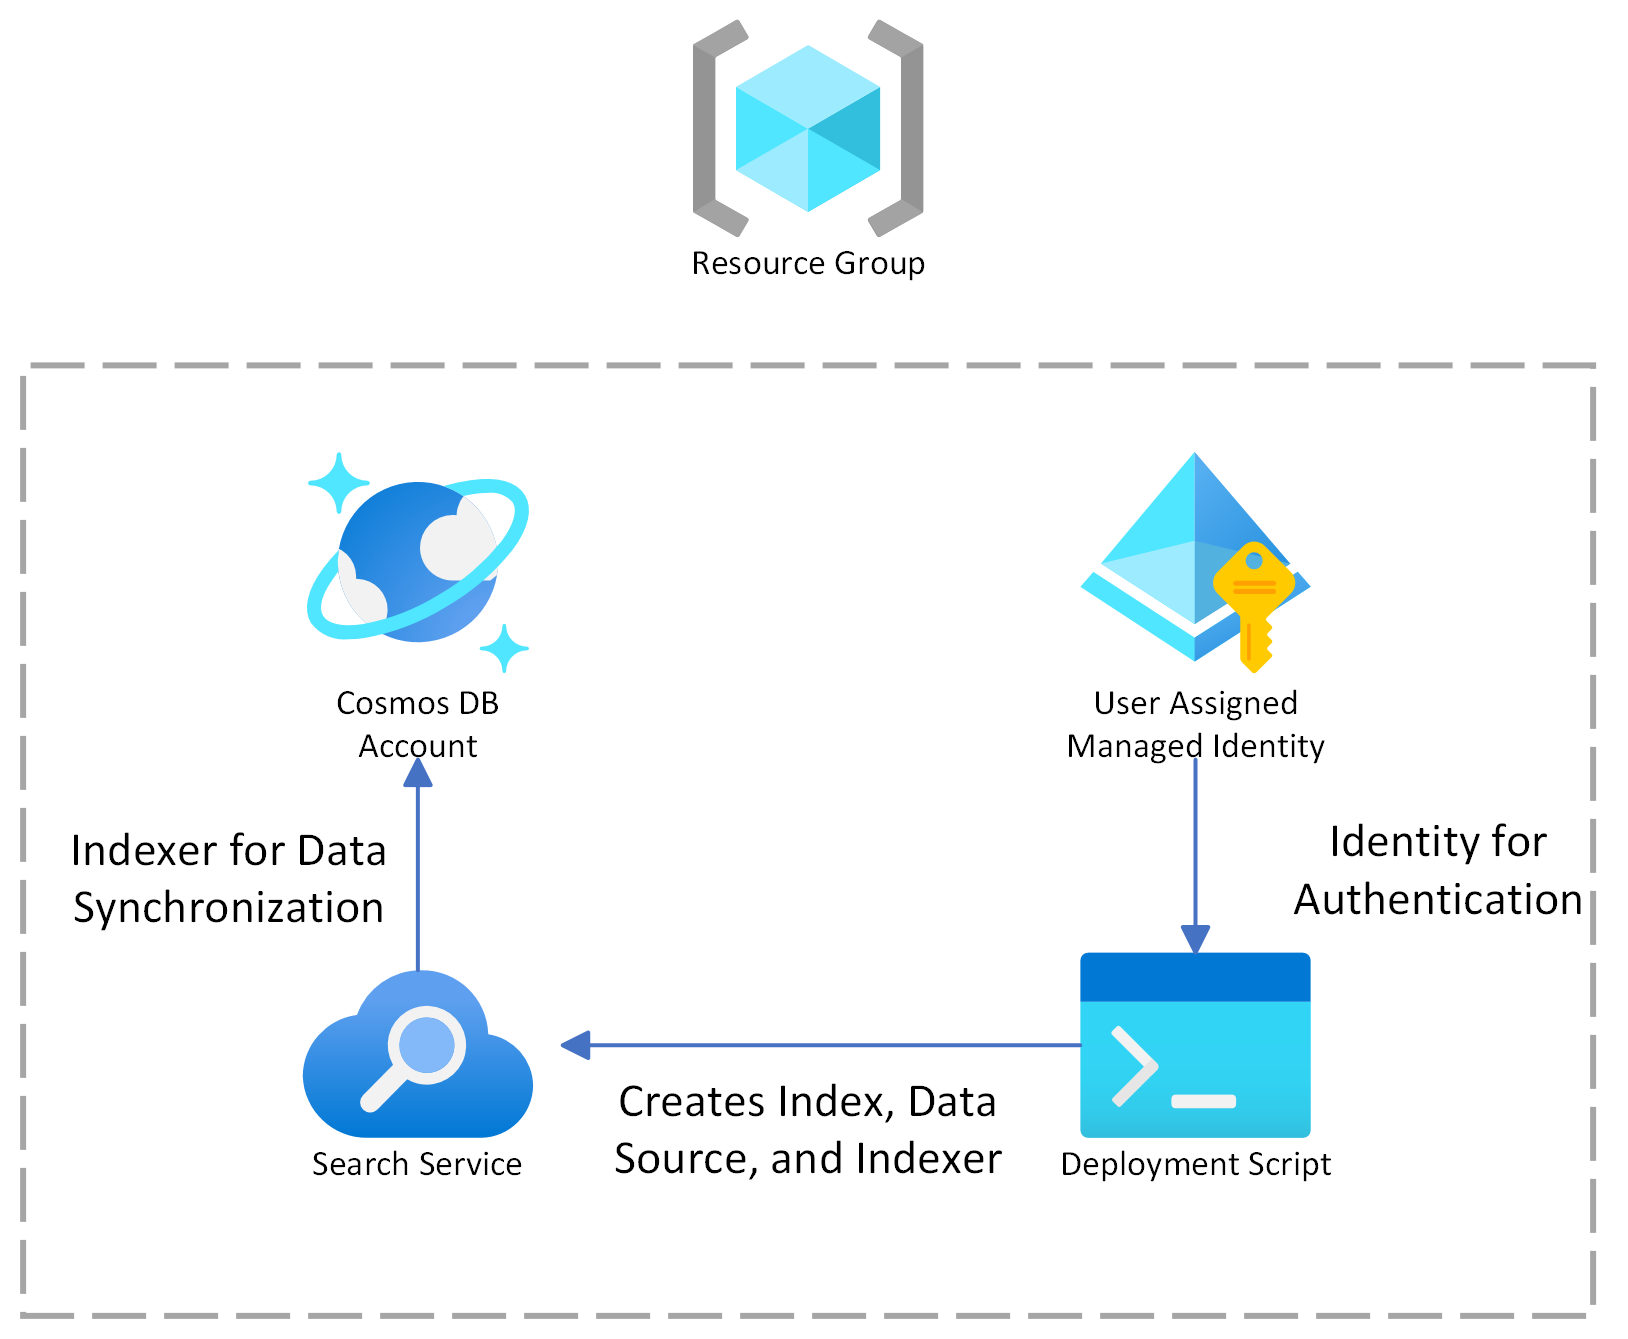 Resource Group
Cosmos DB
Account
User Assigned
Managed Identity
Indexer for Data
Synchronization
Identity for
Authentication
Creates Index, Data
Source, and Indexer
Search Service
Deployment Script